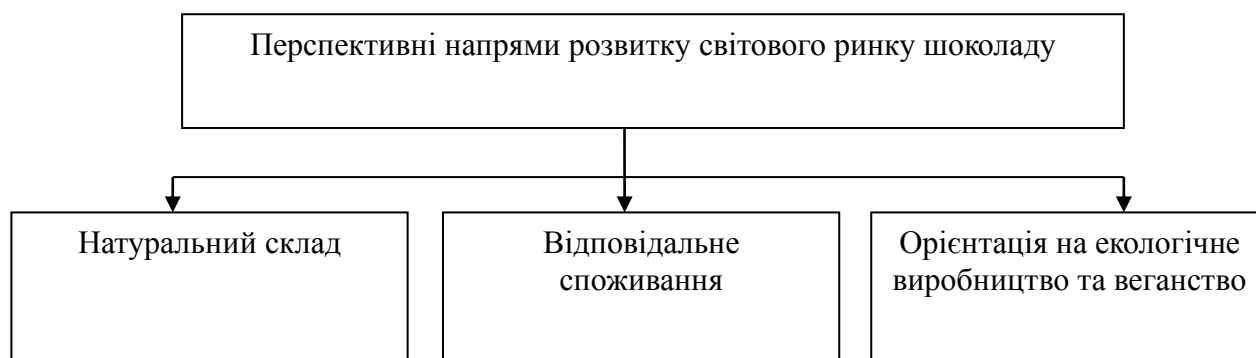 Перспективні напрями розвитку світового ринку шоколаду
Натуральний склад
Відповідальне
споживання
Орієнтація на екологічне
виробництво та веганство